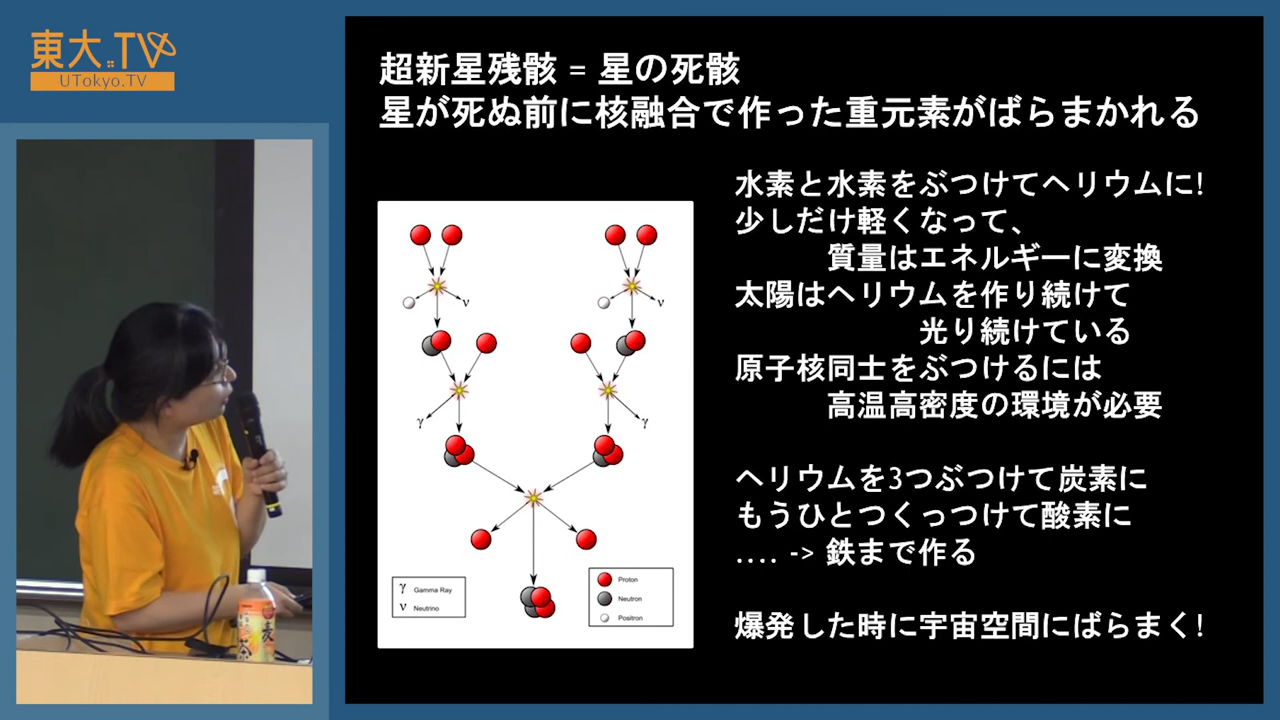 東大.TV
UTokyo.TV
超新星残骸 = 星の死骸
星が死ぬ前に核融合で作った重元素がばらまかれる
水素と水素をぶつけてヘリウムに!
少しだけ軽くなって、
質量はエネルギーに変換
太陽はヘリウムを作り続けて
光り続けている
原子核同士をぶつけるには
高温高密度の環境が必要
ヘリウムを3つぶつけて炭素に
もうひとつくっつけて酸素に
.... -> 鉄まで作る
爆発した時に宇宙空間にばらまく!
ν
ν
γ
γ
γ Gamma Ray
ν Neutrino
Proton
Neutron
Positron